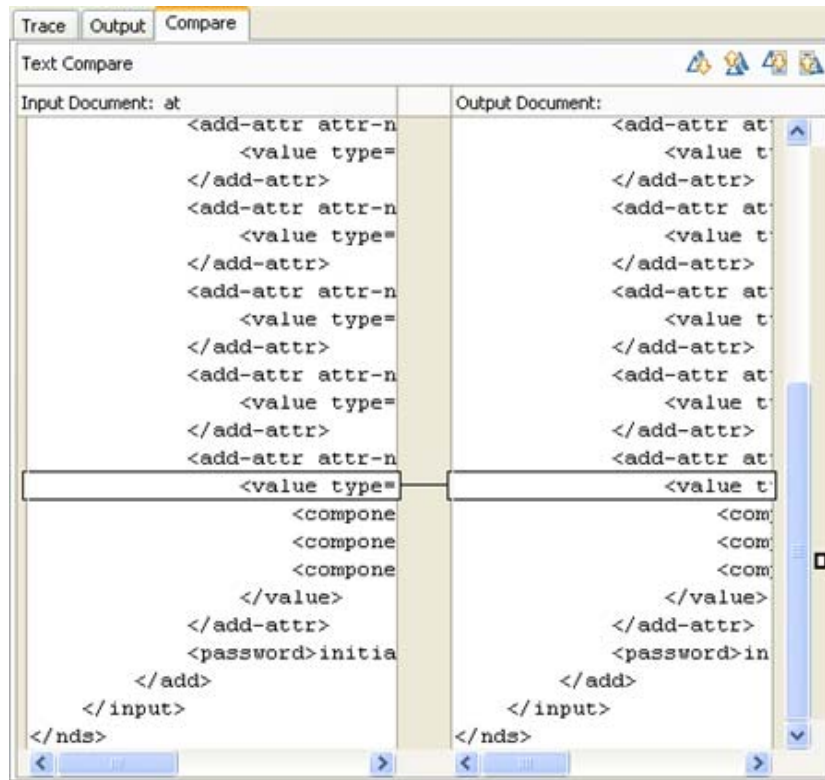 Trace Output Compare
Text Compare
Input Document: at
<add-attr attr-n
<value type=
</add-attr>
<add-attr attr-n
<value type=
</add-attr>
<add-attr attr-n
<value type=
</add-attr>
<add-attr attr-n
<value type=
</add-attr>
<add-attr attr-n
<value type=
<compone
<compone
<compone
</value>
</add-attr>
<password>initia
</add>
</input>
</nds>
Output Document:
<add-attr at
<value t
</add-attr>
<add-attr at
<value t
</add-attr>
<add-attr at
<value t
</add-attr>
<add-attr at
<value t
</add-attr>
<add-attr at
<value t
<com
<com
<com
</value>
</add-attr>
<password>in
</add>
</input>
</nds>